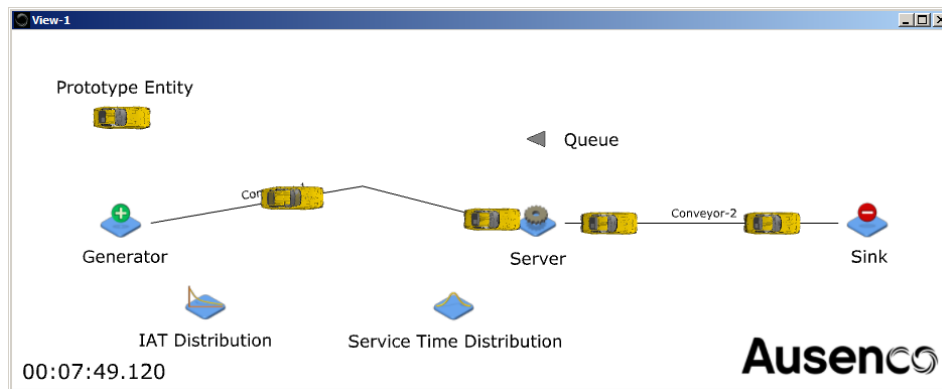 View-1
Prototype Entity
Queue
Conveyor-2
Generator
Server
Sink
IAT Distribution
Service Time Distribution
00:07:49.120
Ausenco